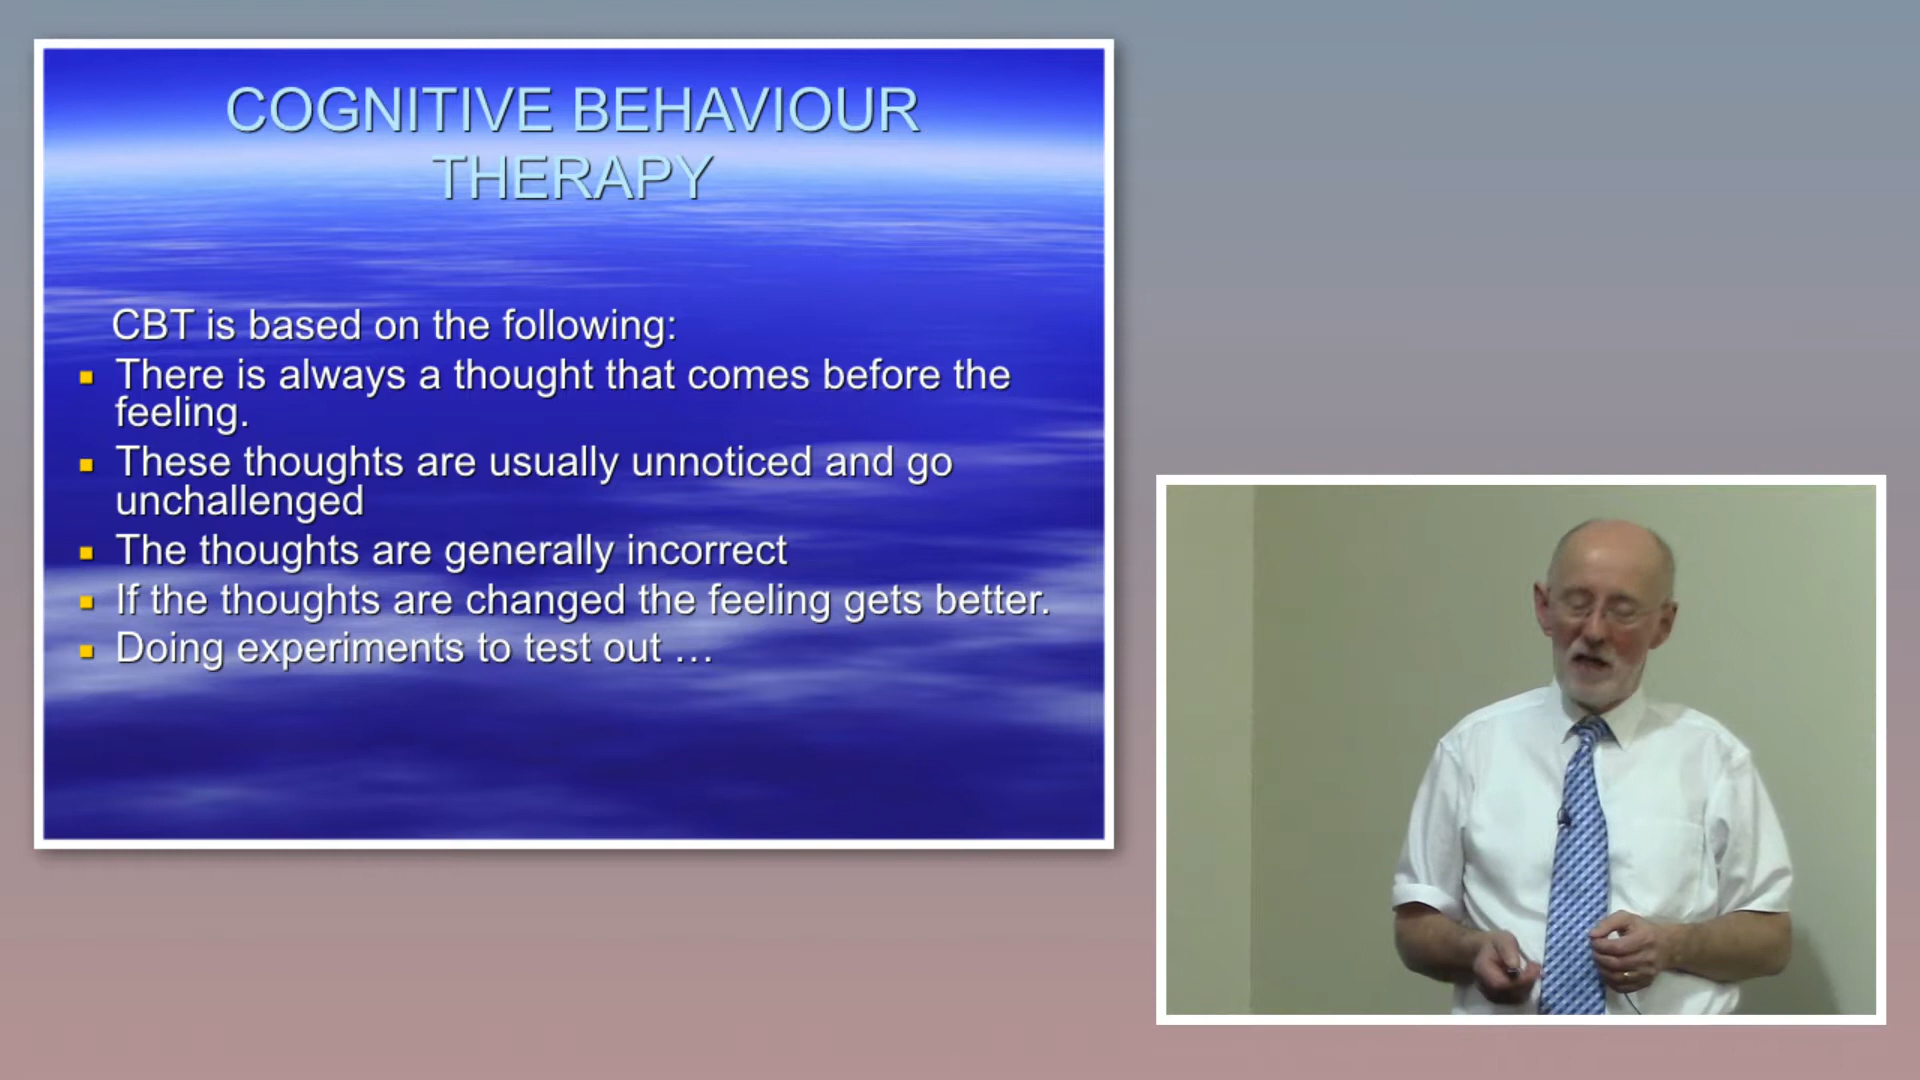 COGNITIVE BEHAVIOUR
THERAPY
CBT is based on the following:
There is always a thought that comes before the
feeling.
These thoughts are usually unnoticed and go
unchallenged
The thoughts are generally incorrect
If the thoughts are changed the feeling gets better.
Doing experiments to test out …